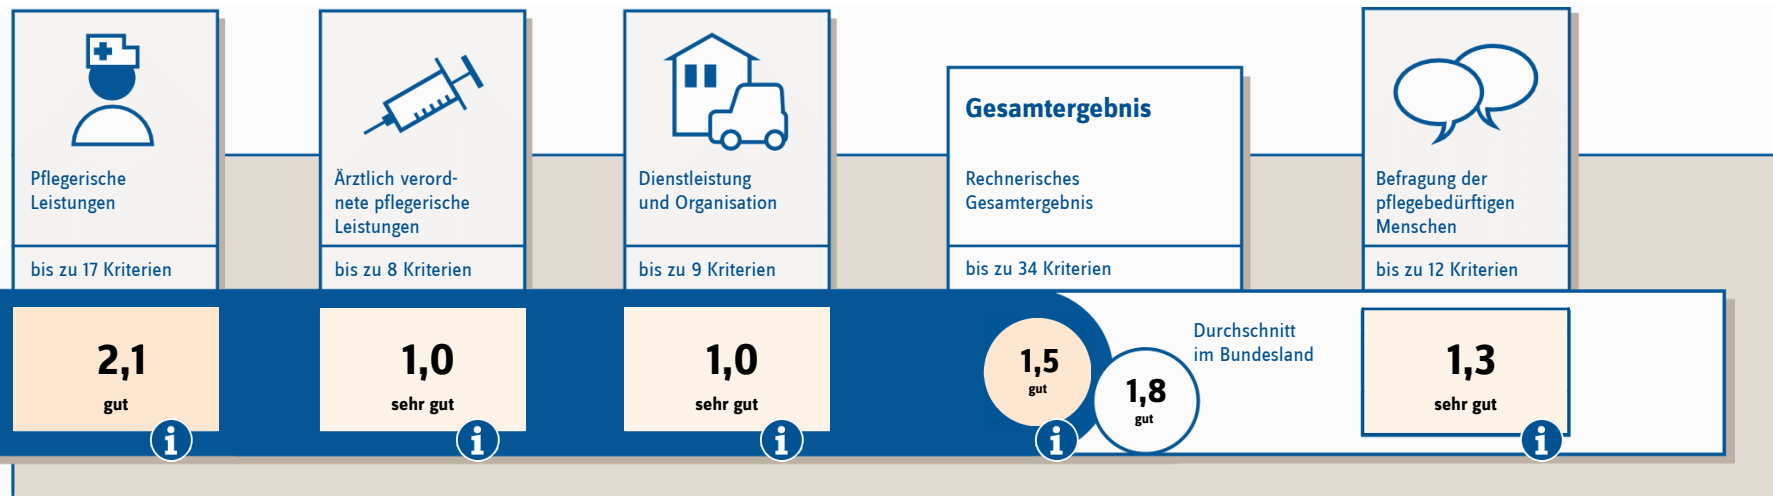 Pflegerische
Leistungen
bis zu 17 Kriterien
2,1
gut
i
Ärztlich verord-
nete pflegerische
Leistungen
bis zu 8 Kriterien
1,0
sehr gut
i
Dienstleistung
und Organisation
bis zu 9 Kriterien
1,0
sehr gut
i
Gesamtergebnis
Rechnerisches
Gesamtergebnis
bis zu 34 Kriterien
1,5
gut
i
1,8
gut
Durchschnitt
im Bundesland
Befragung der
pflegebedürftigen
Menschen
bis zu 12 Kriterien
1,3
sehr gut
i